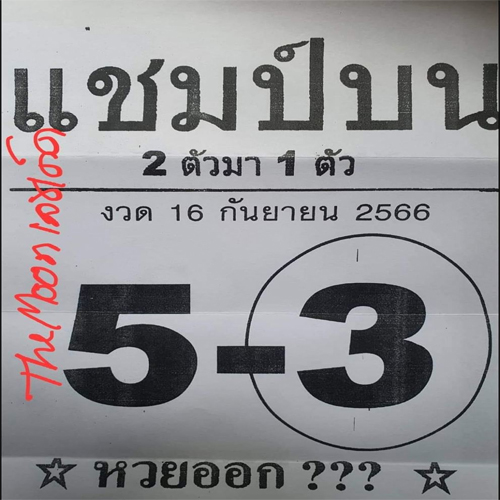 แชมป์บน
2 ตัวมา 1 ตัว
งวด 16 กันยายน 2566
5-3
☆ หวยออก ??? ☆
The Moon เลขเด็ด